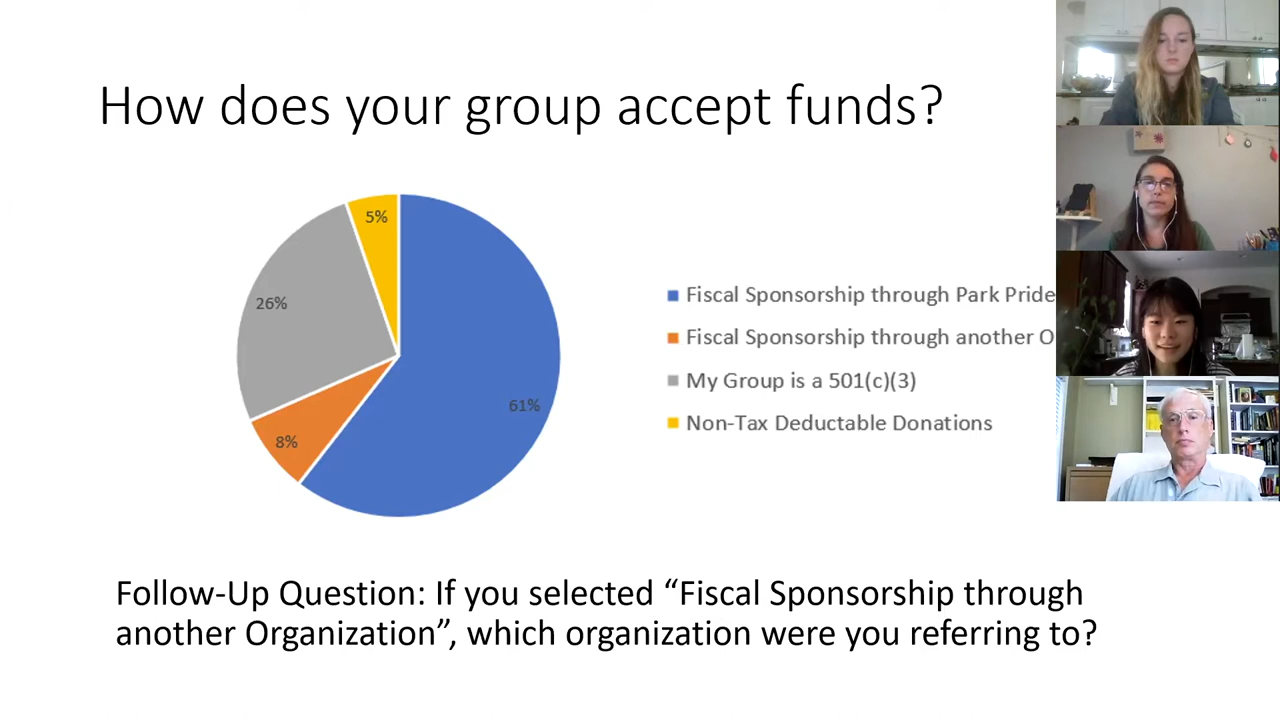 How does your group accept funds?
5%
26%
61%
8%
Fiscal Sponsorship through Park Pride
Fiscal Sponsorship through another O
My Group is a 501(c)(3)
Non-Tax Deductable Donations
Follow-Up Question: If you selected “Fiscal Sponsorship through
another Organization”, which organization were you referring to?